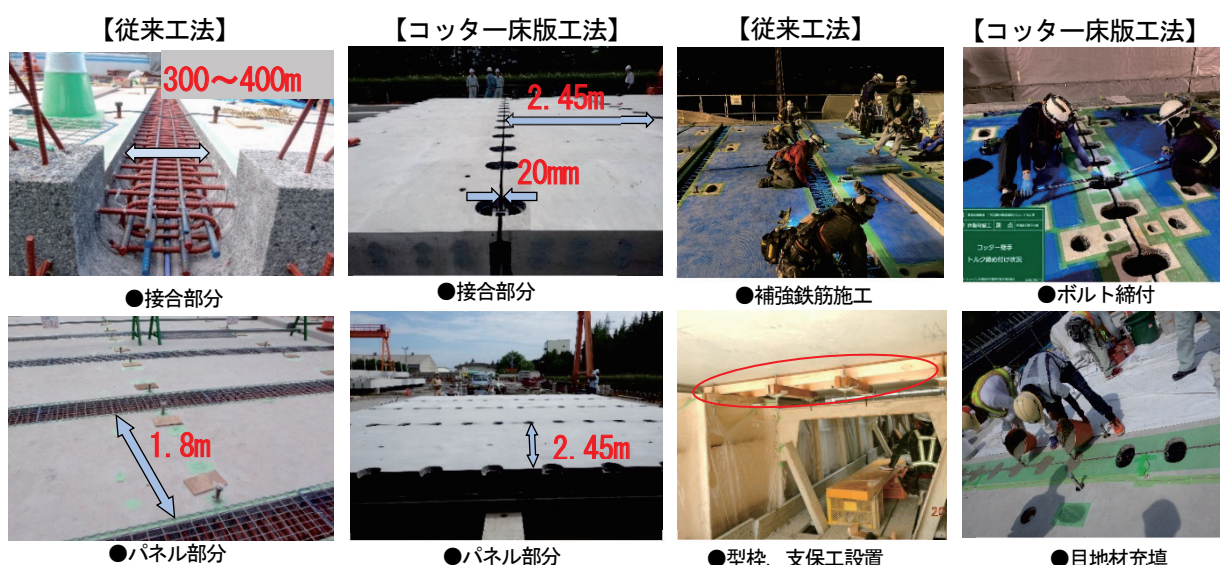 【従来工法】
【コッター床版工法】
【従来工法】
【コッター床版工法】
300～400m
2.45m
20mm
コッター継手
トルク締め付け状況
●接合部分
●接合部分
●補強鉄筋施工
●ボルト締付
1.8m
2.45m
●パネル部分
●パネル部分
●型枠、支保工設置
●目地材充填